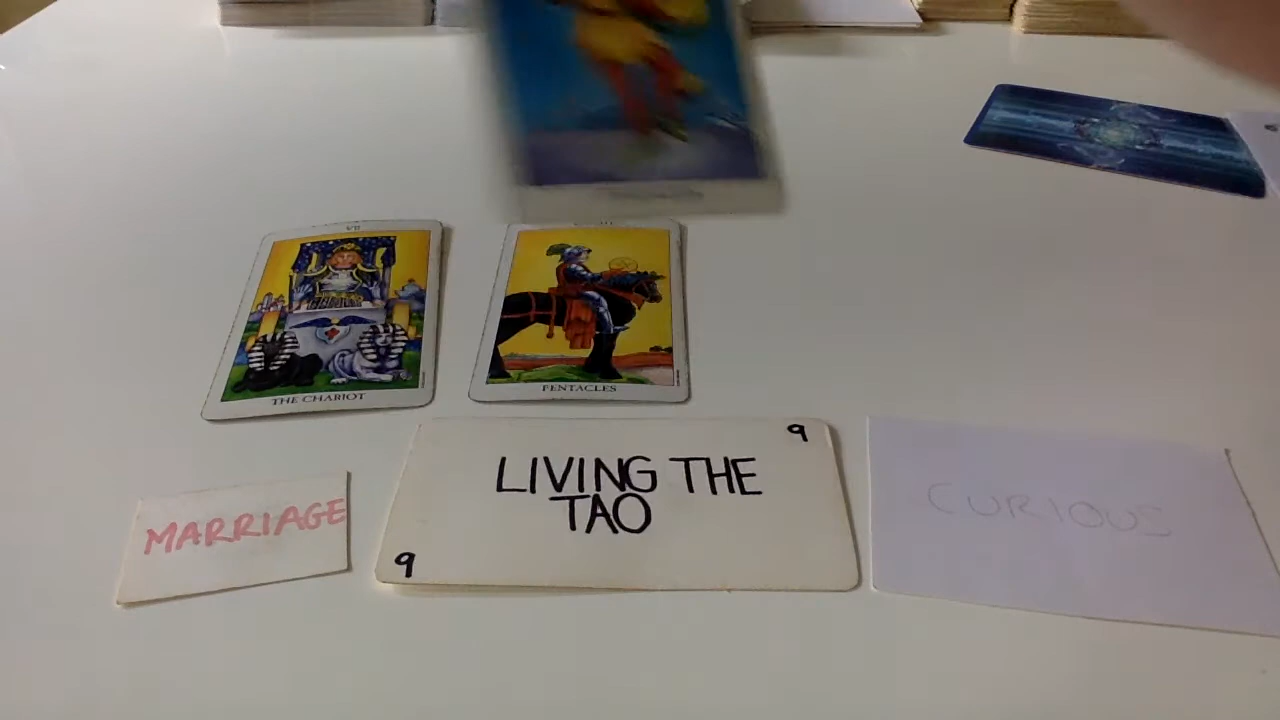 VII
THE CHARIOT
PENTACLES
MARRIAGE
9
LIVING THE
TAO
9
CURIOUS